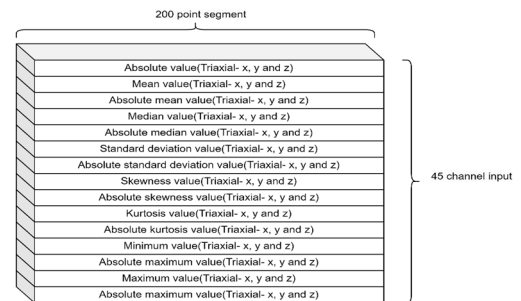 200 point segment
Absolute value(Triaxial- x, y and z)
Mean value(Triaxial- x, y and z)
Absolute mean value(Triaxial- x, y and z)
Median value(Triaxial- x, y and z)
Absolute median value(Triaxial- x, y and z)
Standard deviation value(Triaxial- x, y and z)
Absolute standard deviation value(Triaxial- x, y and z)
Skewness value(Triaxial- x, y and z)
Absolute skewness value(Triaxial- x, y and z)
Kurtosis value(Triaxial- x, y and z)
Absolute kurtosis value(Triaxial- x, y and z)
Minimum value(Triaxial- x, y and z)
Absolute maximum value(Triaxial- x, y and z)
Maximum value(Triaxial- x, y and z)
Absolute maximum value(Triaxial- x, y and z)
45 channel input